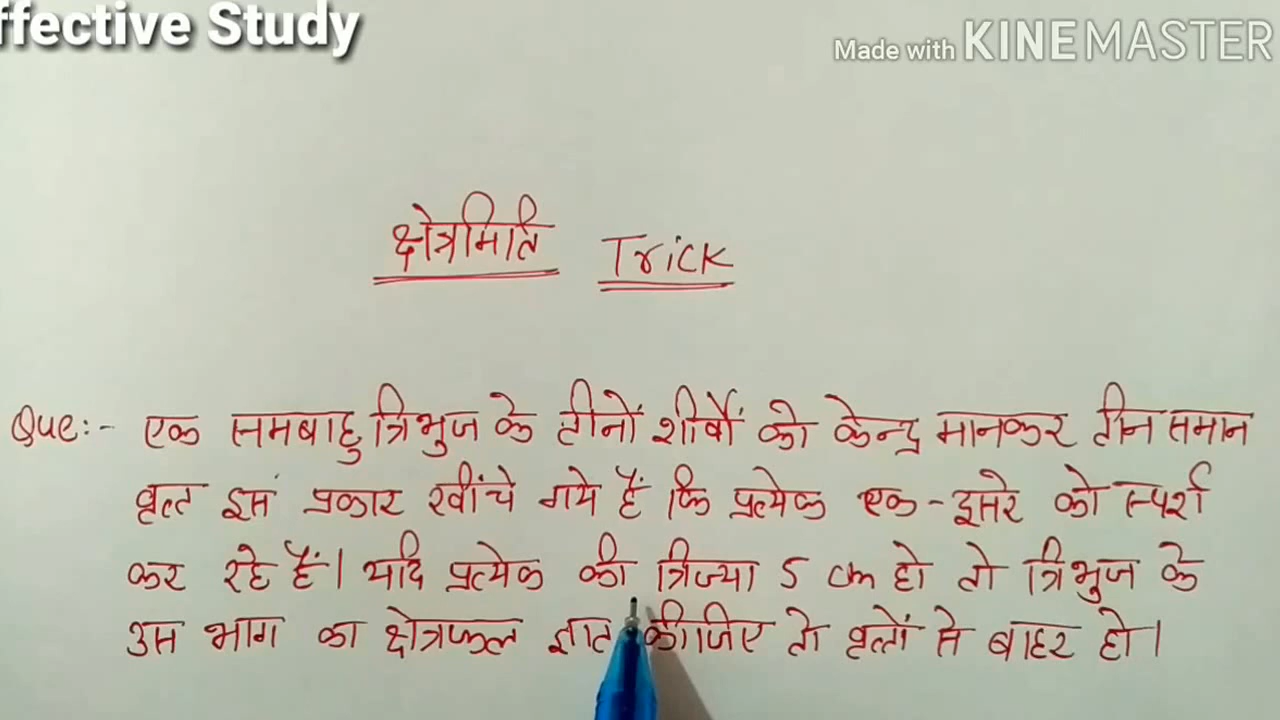 ffective Study
Made with KINEMASTER
क्षेत्रमिति Trick
Que:- एक समबाहु त्रिभुज के तीनों शीर्षों को केन्द्र मानकर तीन समान
वृत्त इस प्रकार खींचे गये हैं कि प्रत्येक एक-दूसरे को स्पर्श
कर रहे हैं। यदि प्रत्येक की त्रिज्या 5 cm हो तो त्रिभुज के
उस भाग का क्षेत्रफल ज्ञात कीजिए जो वृत्तों से बाहर हो।